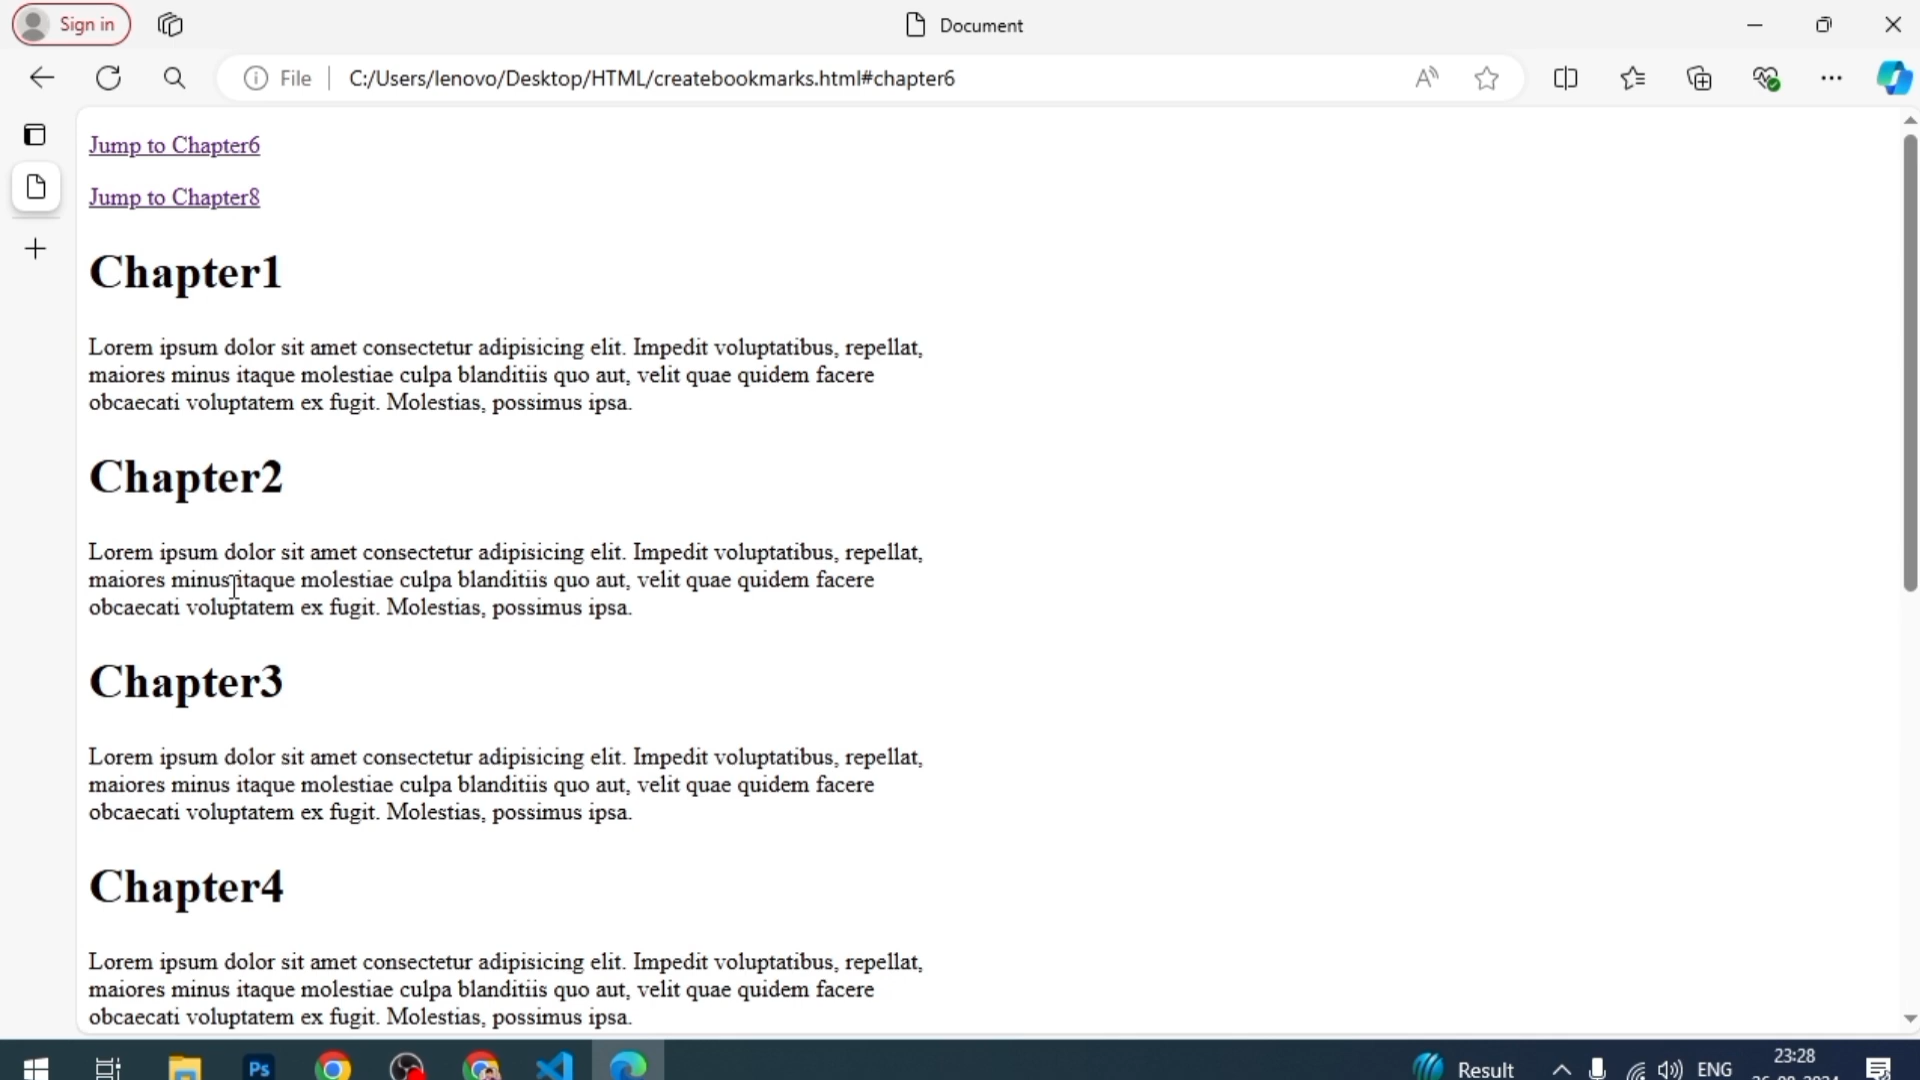 Sign in
Document
File
C:/Users/lenovo/Desktop/HTML/createbookmarks.html#chapter6
Jump to Chapter6
Jump to Chapter8
Chapter1
Lorem ipsum dolor sit amet consectetur adipisicing elit. Impedit voluptatibus, repellat,
maiores minus itaque molestiae culpa blanditiis quo aut, velit quae quidem facere
obcaecati voluptatem ex fugit. Molestias, possimus ipsa.
Chapter2
Lorem ipsum dolor sit amet consectetur adipisicing elit. Impedit voluptatibus, repellat,
maiores minus itaque molestiae culpa blanditiis quo aut, velit quae quidem facere
obcaecati voluptatem ex fugit. Molestias, possimus ipsa.
Chapter3
Lorem ipsum dolor sit amet consectetur adipisicing elit. Impedit voluptatibus, repellat,
maiores minus itaque molestiae culpa blanditiis quo aut, velit quae quidem facere
obcaecati voluptatem ex fugit. Molestias, possimus ipsa.
Chapter4
Lorem ipsum dolor sit amet consectetur adipisicing elit. Impedit voluptatibus, repellat,
maiores minus itaque molestiae culpa blanditiis quo aut, velit quae quidem facere
obcaecati voluptatem ex fugit. Molestias, possimus ipsa.
Ps
Result
ENG
23:28